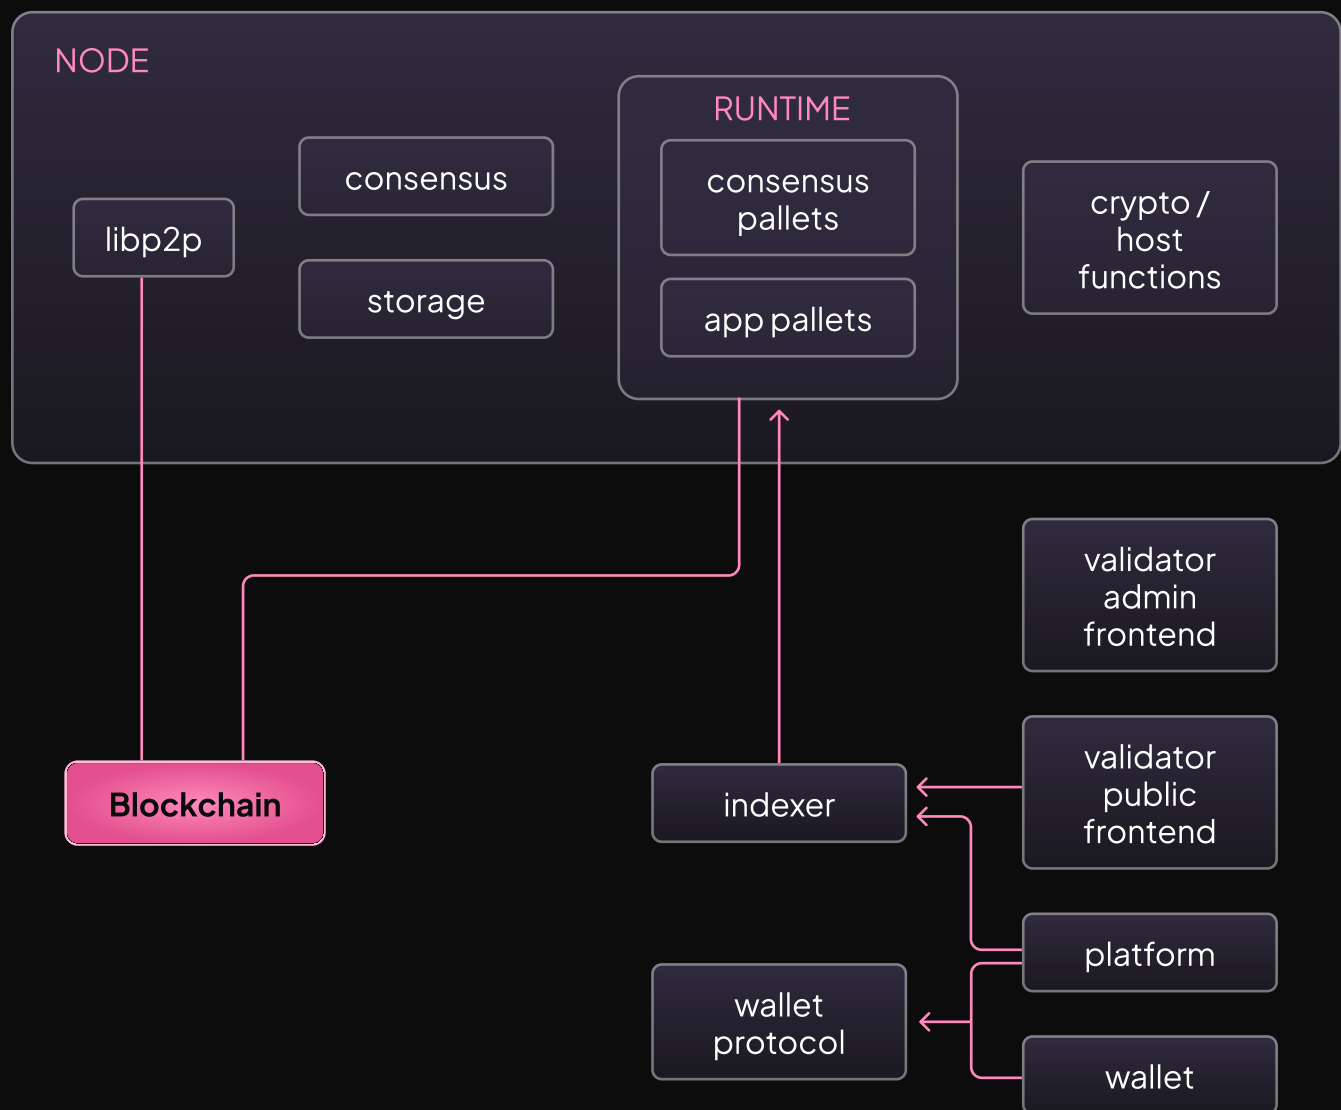 NODE
RUNTIME
consensus
consensus
pallets
crypto /
host
functions
libp2p
storage
app pallets
validator
admin
frontend
validator
public
frontend
Blockchain
indexer
platform
wallet
protocol
wallet